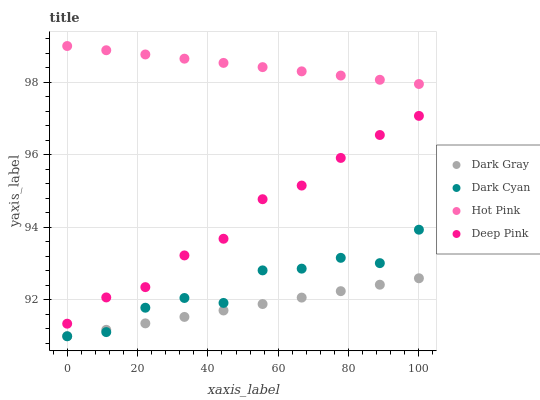 title
yaxis_label
98
96
94
92
0 20 40 60 80 100
xaxis_label
Dark Gray
Dark Cyan
Hot Pink
Deep Pink